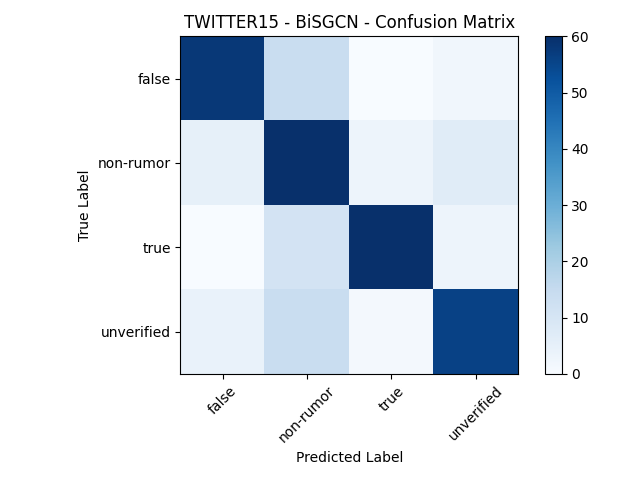 TWITTER15 - BiSGCN - Confusion Matrix
True Label
false
non-rumor
true
unverified
false
non-rumor
true
unverified
Predicted Label
60
50
40
30
20
10
0